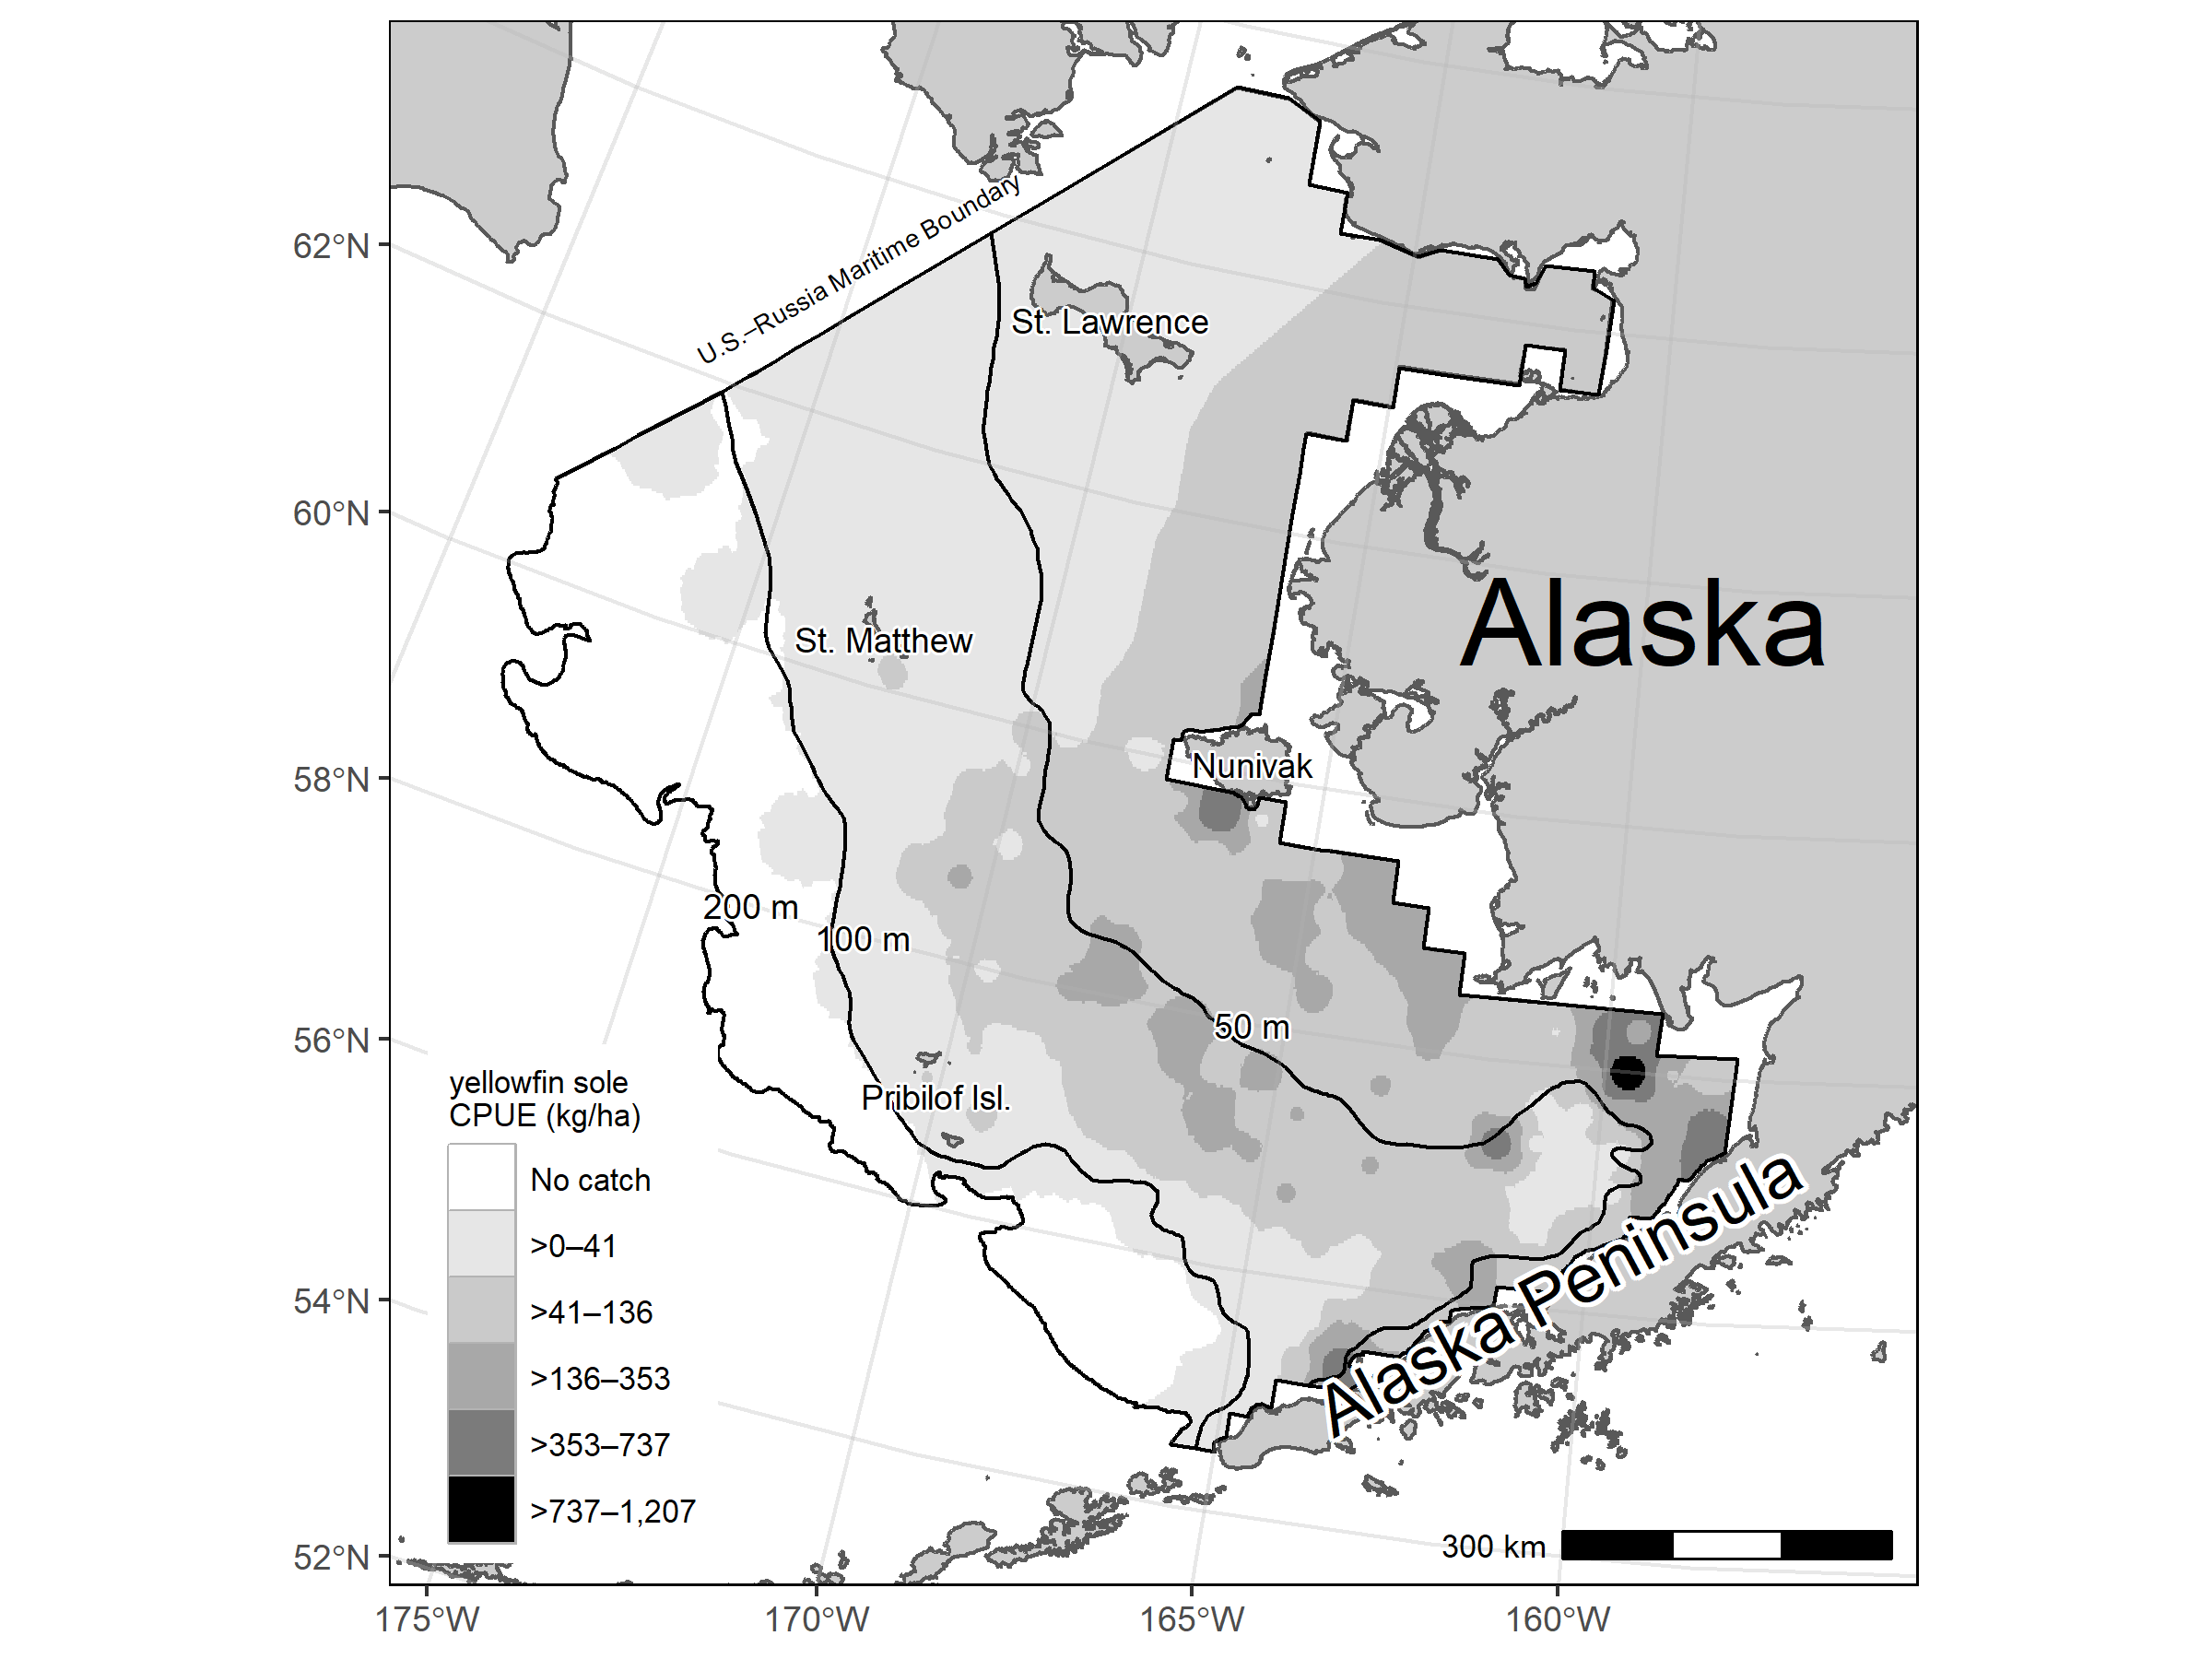 U.S.–Russia Maritime Boundary
62°N
St. Lawrence
60°N
Alaska
St. Matthew
58°N
Nunivak
200 m
100 m
50 m
56°N
yellowfin sole
CPUE (kg/ha)
Pribilof Isl.
No catch
>0–41
Alaska Peninsula
54°N
>41–136
>136–353
>353–737
>737–1,207
300 km
52°N
175°W
170°W
165°W
160°W